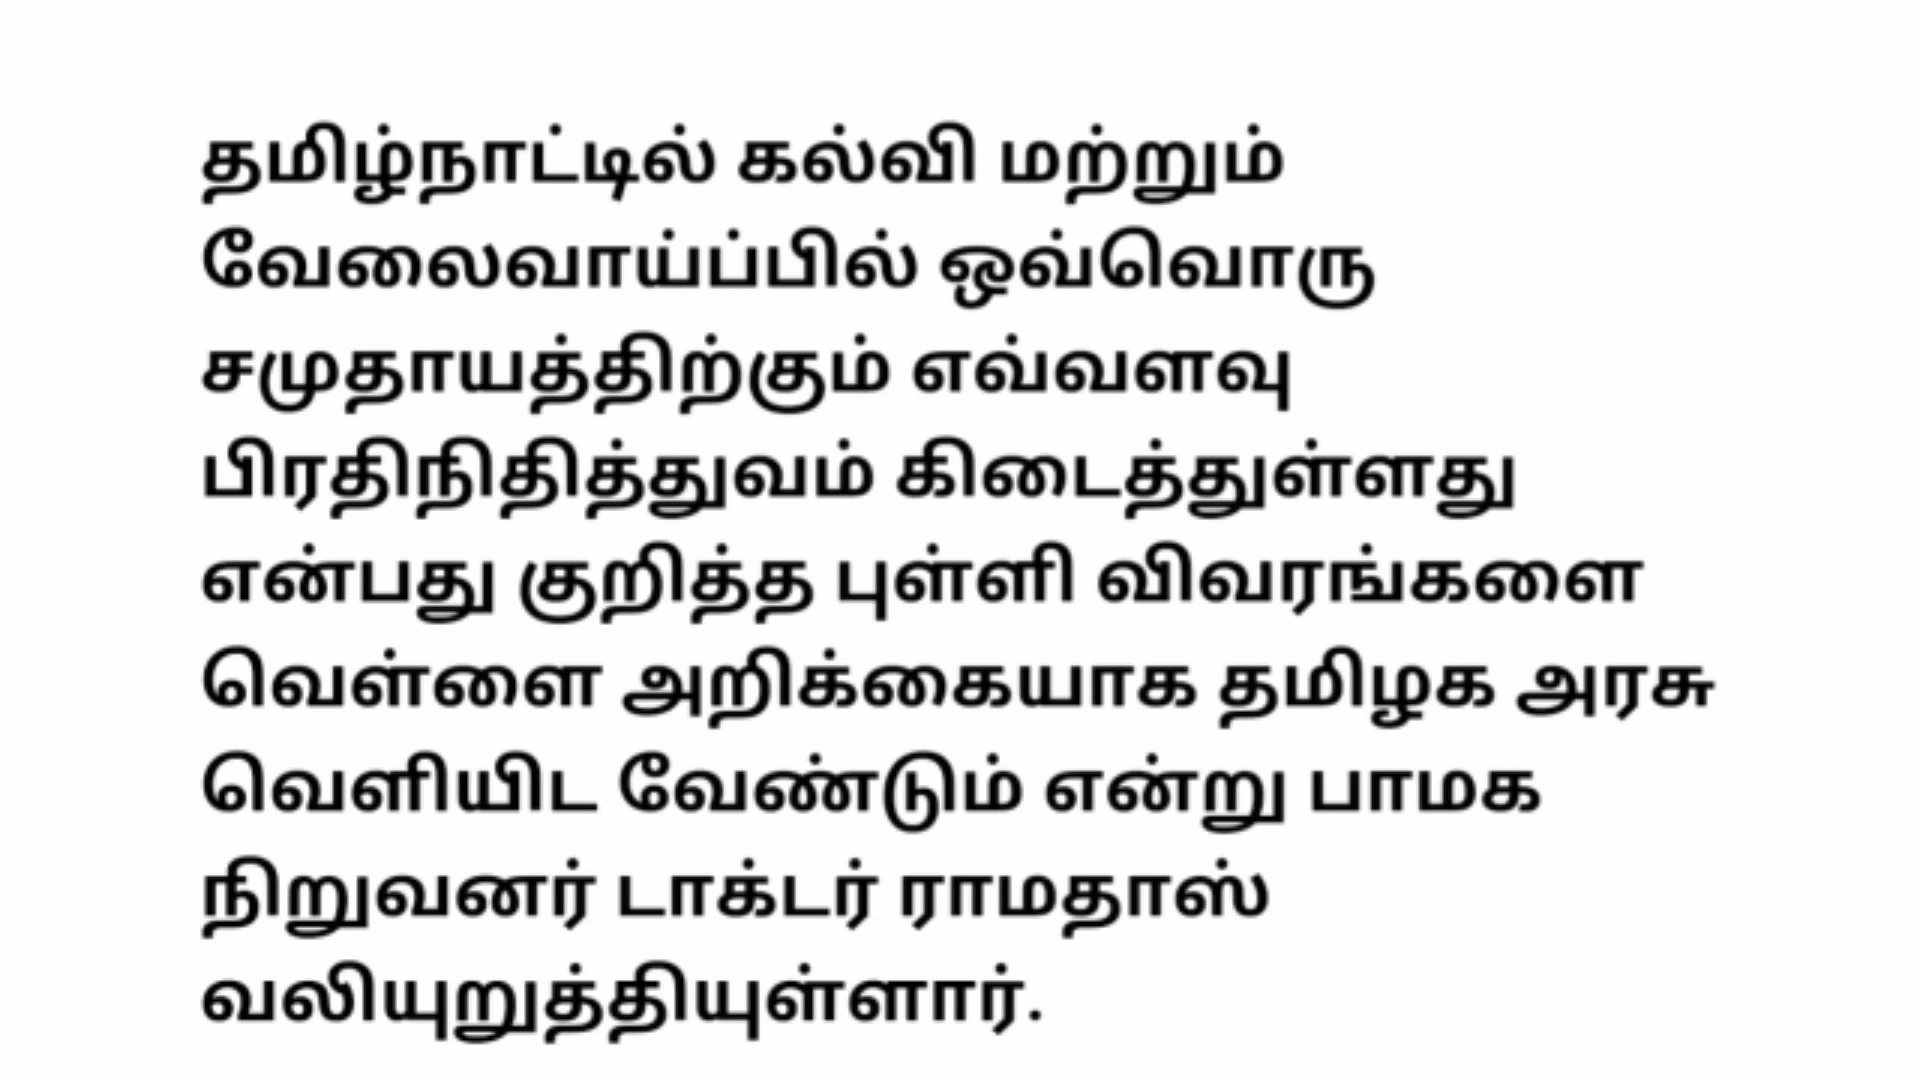 தமிழ்நாட்டில் கல்வி மற்றும்
வேலைவாய்ப்பில் ஒவ்வொரு
சமுதாயத்திற்கும் எவ்வளவு
பிரதிநிதித்துவம் கிடைத்துள்ளது
என்பது குறித்த புள்ளி விவரங்களை
வெள்ளை அறிக்கையாக தமிழக அரசு
வெளியிட வேண்டும் என்று பாமக
நிறுவனர் டாக்டர் ராமதாஸ்
வலியுறுத்தியுள்ளார்.